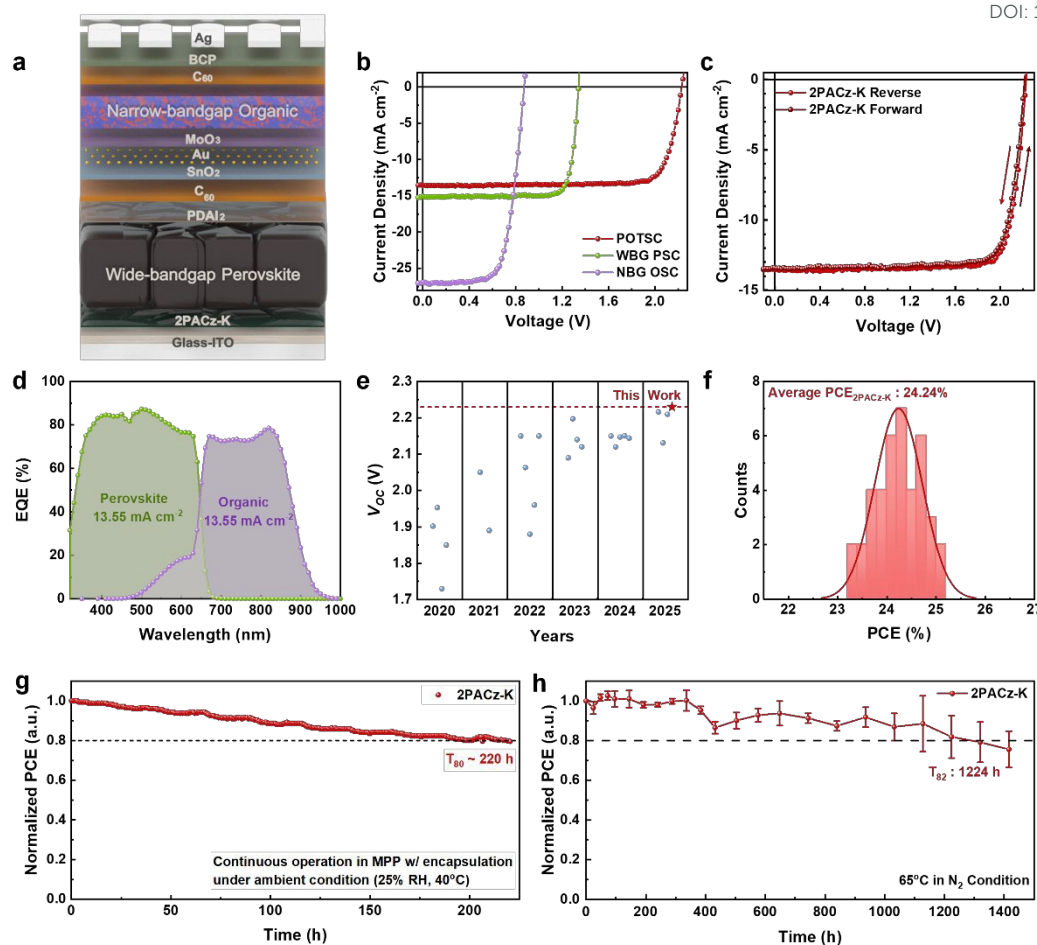 DOI: 1
a
Ag
BCP
C₆₀
Narrow-bandgap Organic
MoO₃
Au
SnO₂
C₆₀
PDAI₂
Wide-bandgap Perovskite
2PACz-K
Glass-ITO
b
0
-5
-10
-15
-20
-25
Current Density (mA cm⁻²)
POTSC
WBG PSC
NBG OSC
0.0 0.4 0.8 1.2 1.6 2.0
Voltage (V)
c
0
-5
-10
-15
Current Density (mA cm⁻²)
2PACz-K Reverse
2PACz-K Forward
0.0 0.4 0.8 1.2 1.6 2.0
Voltage (V)
d
100
80
60
40
20
0
EQE (%)
Perovskite
13.55 mA cm⁻²
Organic
13.55 mA cm⁻²
400 500 600 700 800 900 1000
Wavelength (nm)
e
2.3
2.2
2.1
2.0
1.9
1.8
1.7
V_OC (V)
This Work
2020 2021 2022 2023 2024 2025
Years
f
8
6
4
2
0
Counts
Average PCE₂PACz-K : 24.24%
22 23 24 25 26 27
PCE (%)
g
1.0
0.8
0.6
0.4
0.2
0.0
Normalized PCE (a.u.)
2PACz-K
T₈₀ ~ 220 h
Continuous operation in MPP w/ encapsulation
under ambient condition (25% RH, 40°C)
0 50 100 150 200
Time (h)
h
1.0
0.8
0.6
0.4
0.2
0.0
Normalized PCE (a.u.)
2PACz-K
T₈₂ : 1224 h
65°C in N₂ Condition
0 200 400 600 800 1000 1200 1400
Time (h)